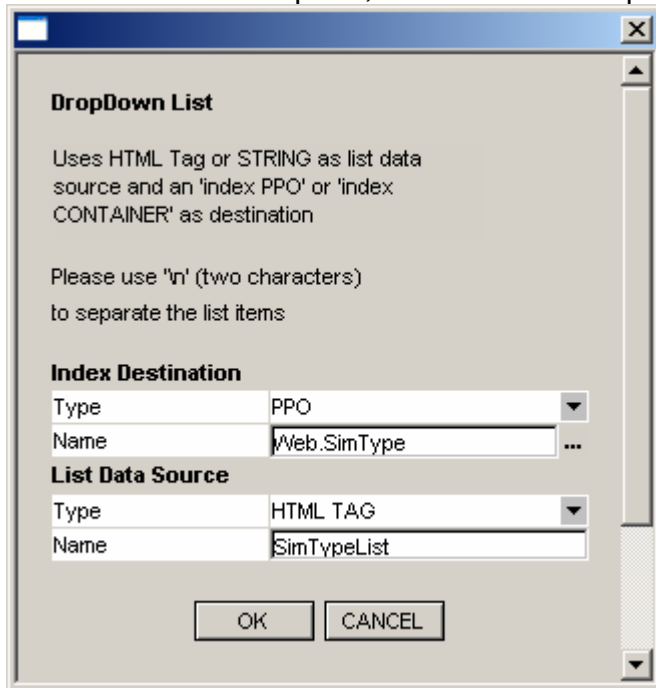 DropDown List
Uses HTML Tag or STRING as list data
source and an 'index PPO' or 'index
CONTAINER' as destination
Please use '\n' (two characters)
to separate the list items
Index Destination
Type PPO
Name Web.SimType ...
List Data Source
Type HTML TAG
Name SimTypeList
OK CANCEL